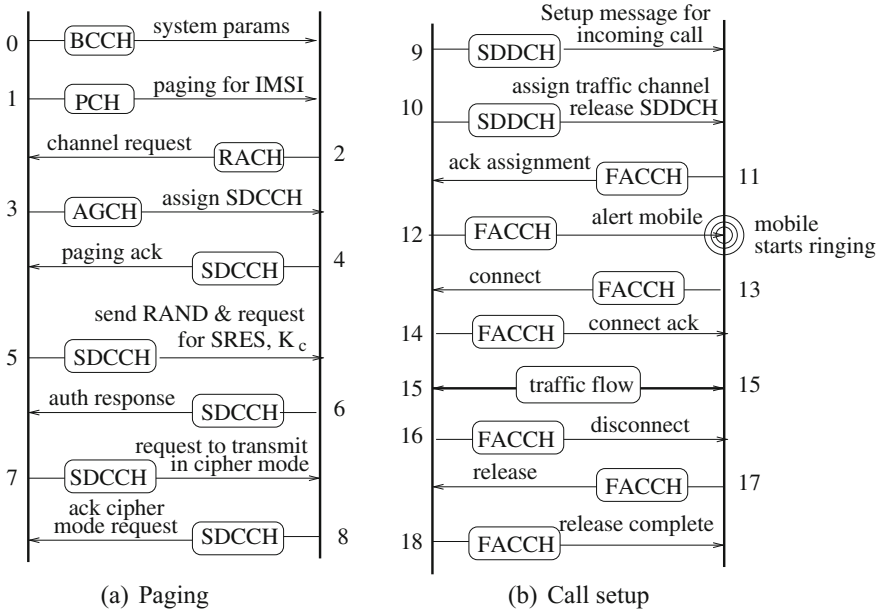 0
BCCH
system params
1
PCH
paging for IMSI
channel request
RACH
2
3
AGCH
assign SDCCH
paging ack
SDCCH
4
send RAND & request
for SRES, K c
5
SDCCH
auth response
SDCCH
6
request to transmit
in cipher mode
7
SDCCH
ack cipher
mode request
SDCCH
8
(a) Paging
Setup message for
incoming call
9
SDDCH
assign traffic channel
release SDDCH
10
SDDCH
ack assignment
FACCH
11
12
FACCH
alert mobile
mobile
starts ringing
connect
FACCH
13
14
FACCH
connect ack
15
traffic flow
15
16
FACCH
disconnect
release
FACCH
17
18
FACCH
release complete
(b) Call setup